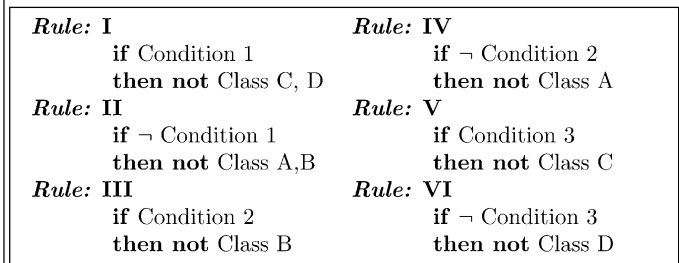 Rule: I
if Condition 1
then not Class C, D
Rule: II
if ¬ Condition 1
then not Class A,B
Rule: III
if Condition 2
then not Class B
Rule: IV
if ¬ Condition 2
then not Class A
Rule: V
if Condition 3
then not Class C
Rule: VI
if ¬ Condition 3
then not Class D